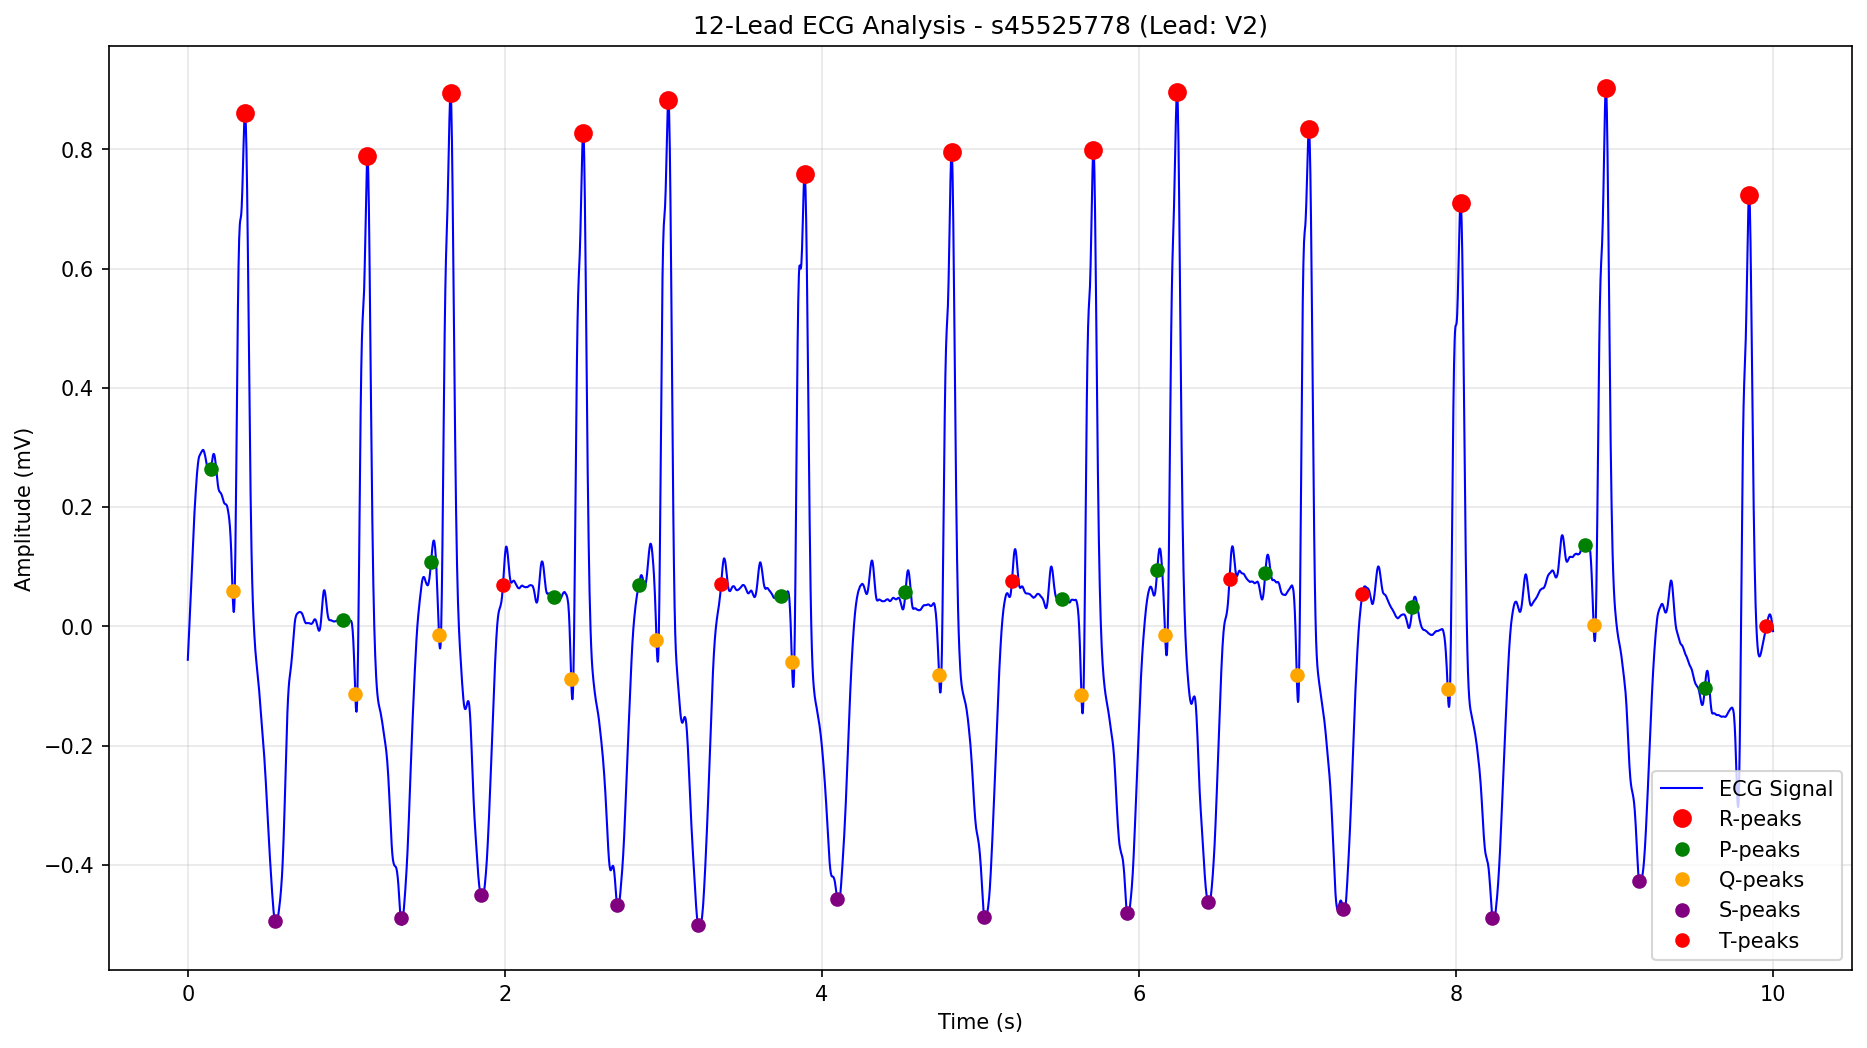 12-Lead ECG Analysis - s45525778 (Lead: V2)
Amplitude (mV)
0.8
0.6
0.4
0.2
0.0
−0.2
−0.4
0
2
4
6
8
10
Time (s)
ECG Signal
R-peaks
P-peaks
Q-peaks
S-peaks
T-peaks